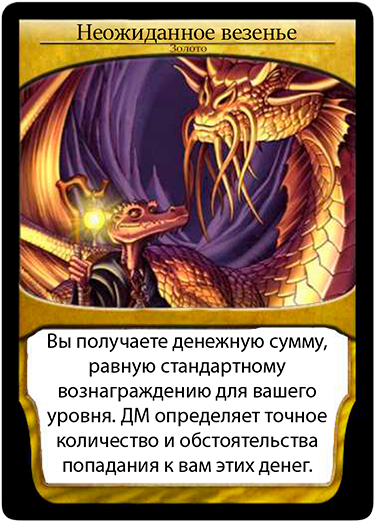 Неожиданное везенье
Золото
Вы получаете денежную сумму,
равную стандартному
вознаграждению для вашего
уровня. ДМ определяет точное
количество и обстоятельства
попадания к вам этих денег.